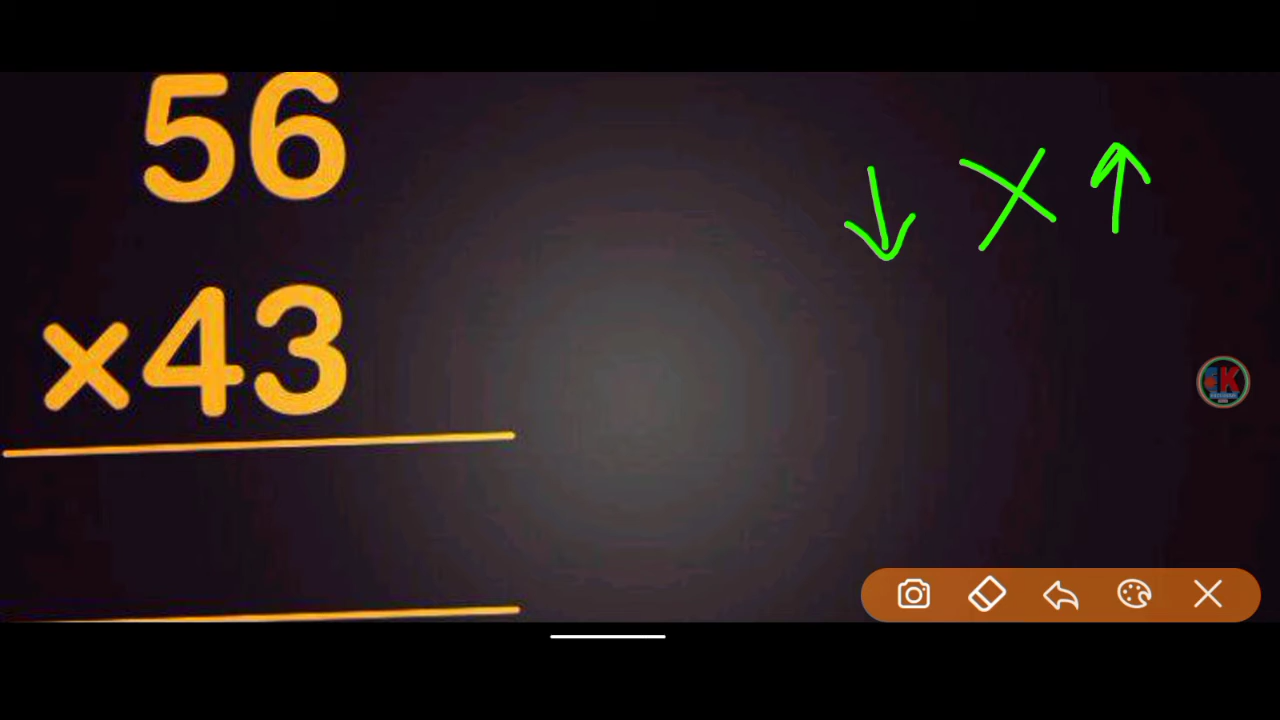 56
×43
↓ × ↑